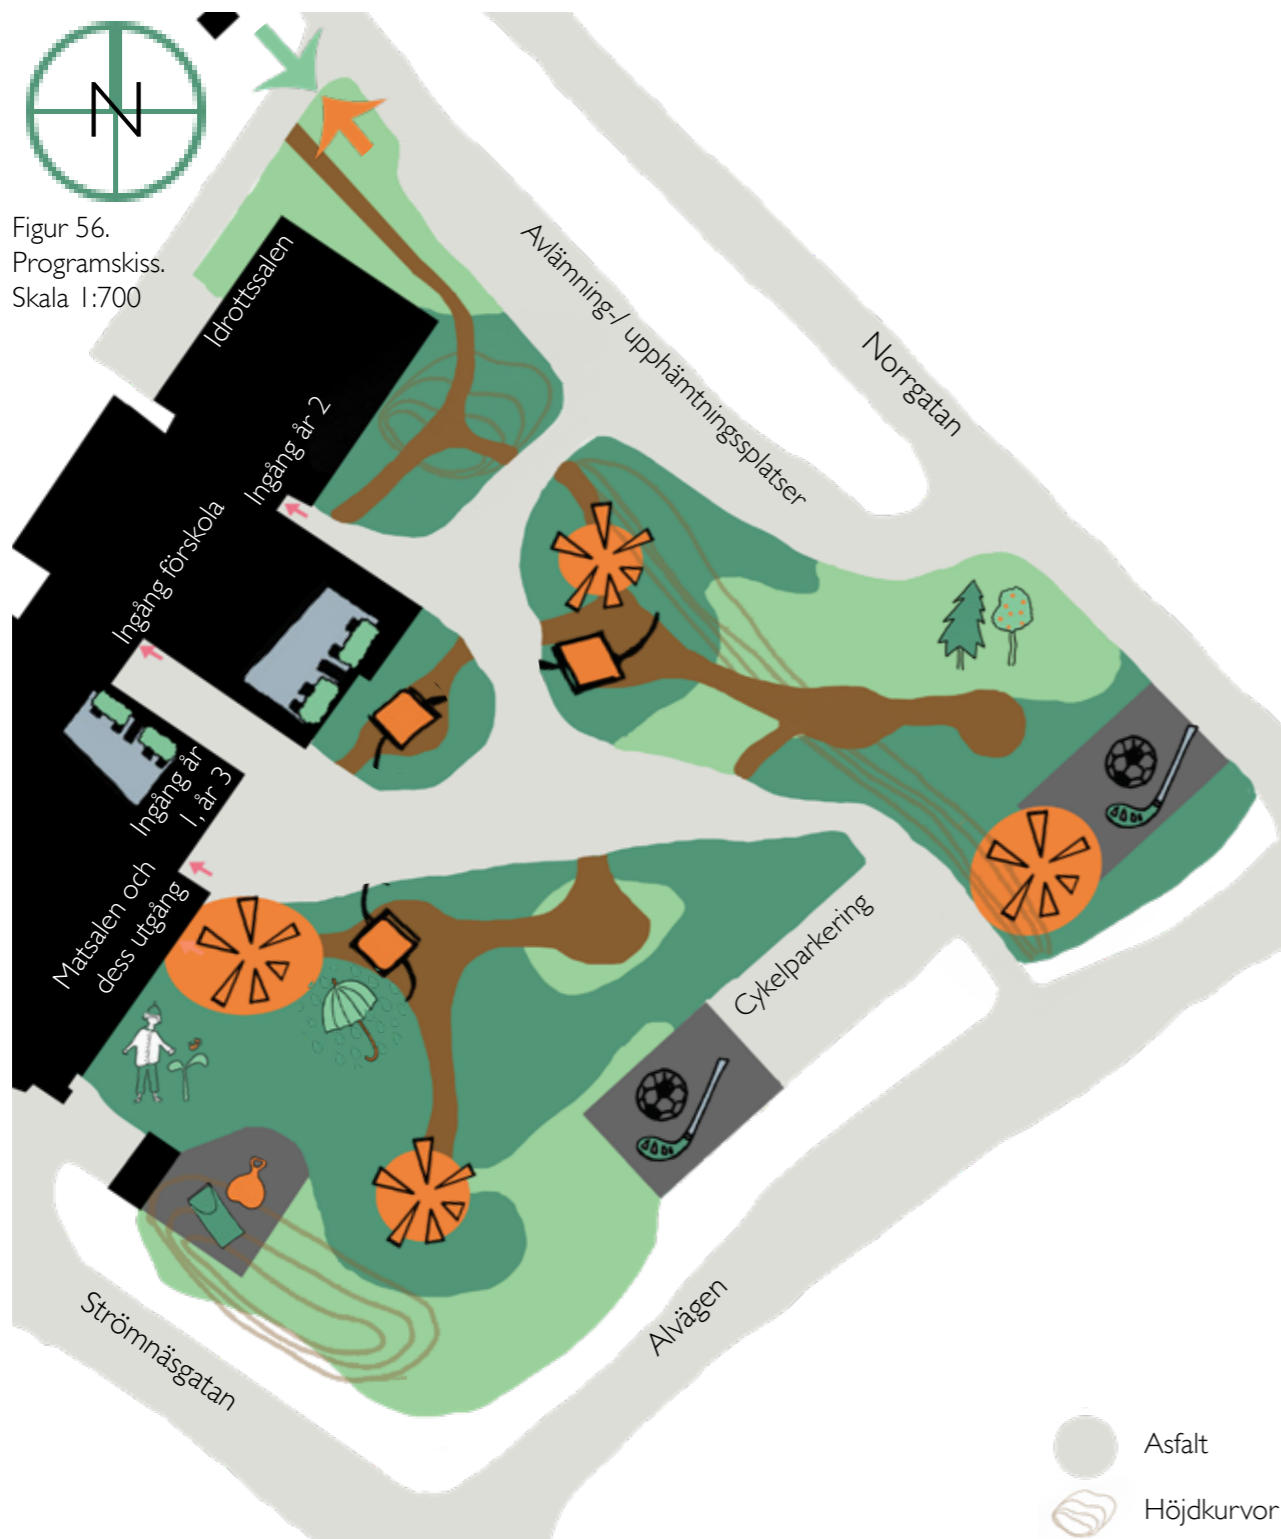 N
Figur 56.
Programskiss.
Skala 1:700
Idrottssalen
Avlämning-/ upphämtningssplatser
Norrgatan
Ingång år 2
Ingång förskola
Ingång år
1, år 3
Matsalen och
dess utgång
Cykelparkering
Alvägen
Strömnäsgatan
Asfalt
Höjdkurvor